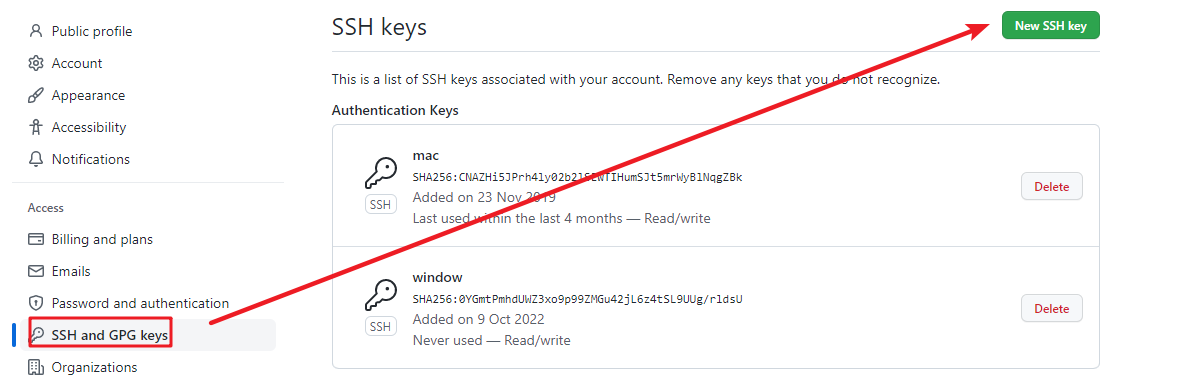 Public profile
Account
Appearance
Accessibility
Notifications
Access
Billing and plans
Emails
Password and authentication
SSH and GPG keys
Organizations
SSH keys
New SSH key
This is a list of SSH keys associated with your account. Remove any keys that you do not recognize.
Authentication Keys
mac
SSH
Added on 23 Nov 2019
Last used within the last 4 months — Read/write
Delete
window
SHA256:0YGmtPmhdUWZ3xo9p99ZMGu42jL6z4tSL9UUg/rldsU
SSH
Added on 9 Oct 2022
Never used — Read/write
Delete